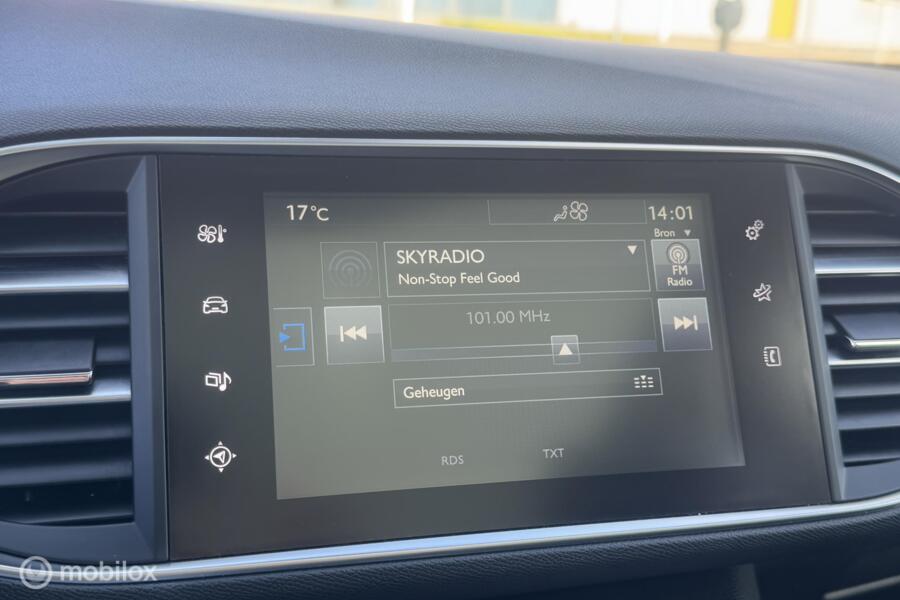 17°C
14:01
Bron
SKYRADIO
Non-Stop Feel Good
FM
Radio
101.00 MHz
Geheugen
RDS
TXT
mobilox